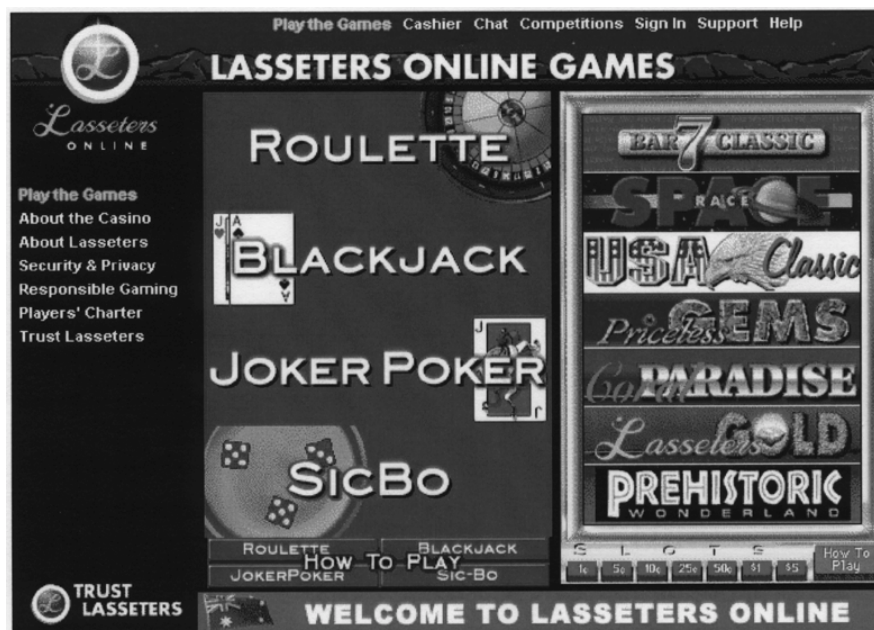 Play the Games Cashier Chat Competitions Sign In Support Help
LASSETERS ONLINE GAMES
Lasseters
ONLINE
Play the Games
About the Casino
About Lasseters
Security & Privacy
Responsible Gaming
Players' Charter
Trust Lasseters
TRUST
LASSETERS
ROULETTE
J A
BLACKJACK
A
J
JOKER POKER
J
SICBO
ROULETTE BLACKJACK
HOW TO PLAY
JOKERPOKER SIC-BO
BAR 7 CLASSIC
SPACE
RACE
USA Classic
Priceless GEMS
Coral PARADISE
Lasseters GOLD
PREHISTORIC
WONDERLAND
SLOTS
1c 5c 10c 25c 50c $1 $5
How To
Play
WELCOME TO LASSETERS ONLINE